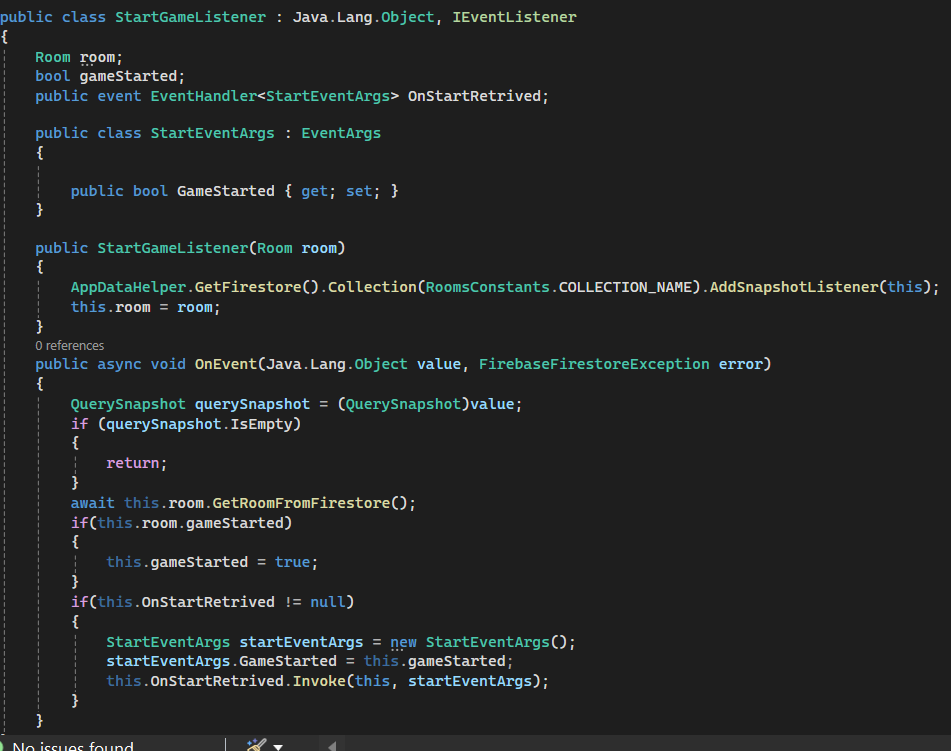 public class StartGameListener : Java.Lang.Object, IEventListener
{
Room room;
bool gameStarted;
public event EventHandler<StartEventArgs> OnStartRetrived;
public class StartEventArgs : EventArgs
{
public bool GameStarted { get; set; }
}
public StartGameListener(Room room)
{
AppDataHelper.GetFirestore().Collection(RoomsConstants.COLLECTION_NAME).AddSnapshotListener(this);
this.room = room;
}
0 references
public async void OnEvent(Java.Lang.Object value, FirebaseFirestoreException error)
{
QuerySnapshot querySnapshot = (QuerySnapshot)value;
if (querySnapshot.IsEmpty)
{
return;
}
await this.room.GetRoomFromFirestore();
if(this.room.gameStarted)
{
this.gameStarted = true;
}
if(this.OnStartRetrived != null)
{
StartEventArgs startEventArgs = new StartEventArgs();
startEventArgs.GameStarted = this.gameStarted;
this.OnStartRetrived.Invoke(this, startEventArgs);
}
}
No issues found